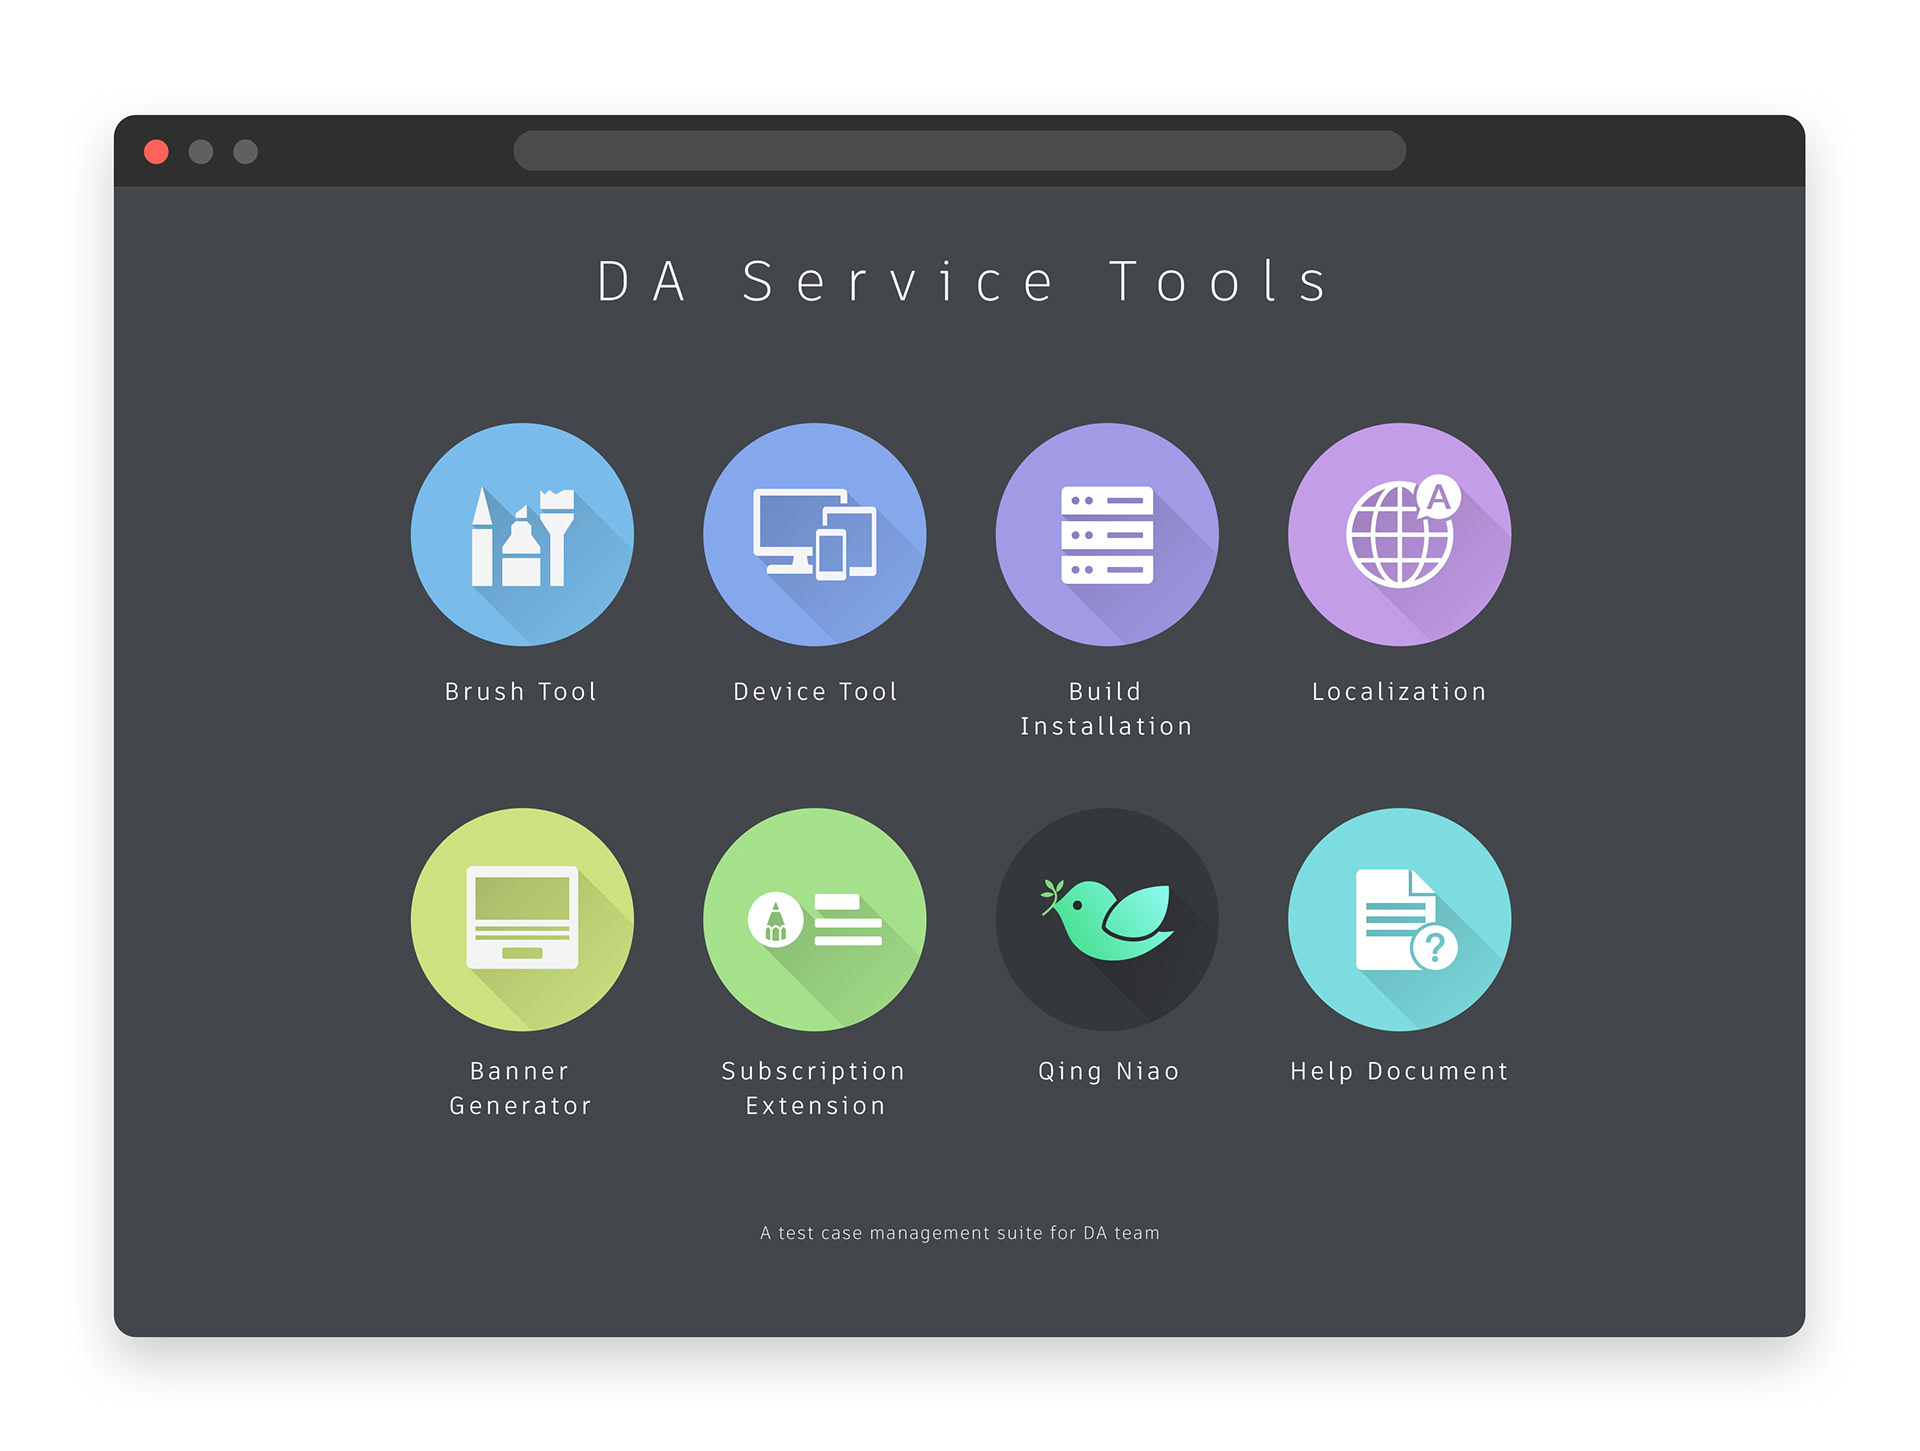 DA Service Tools
A
Brush Tool
Device Tool
Build
Installation
Localization
?
Banner
Generator
Subscription
Extension
Qing Niao
Help Document
A test case management suite for DA team